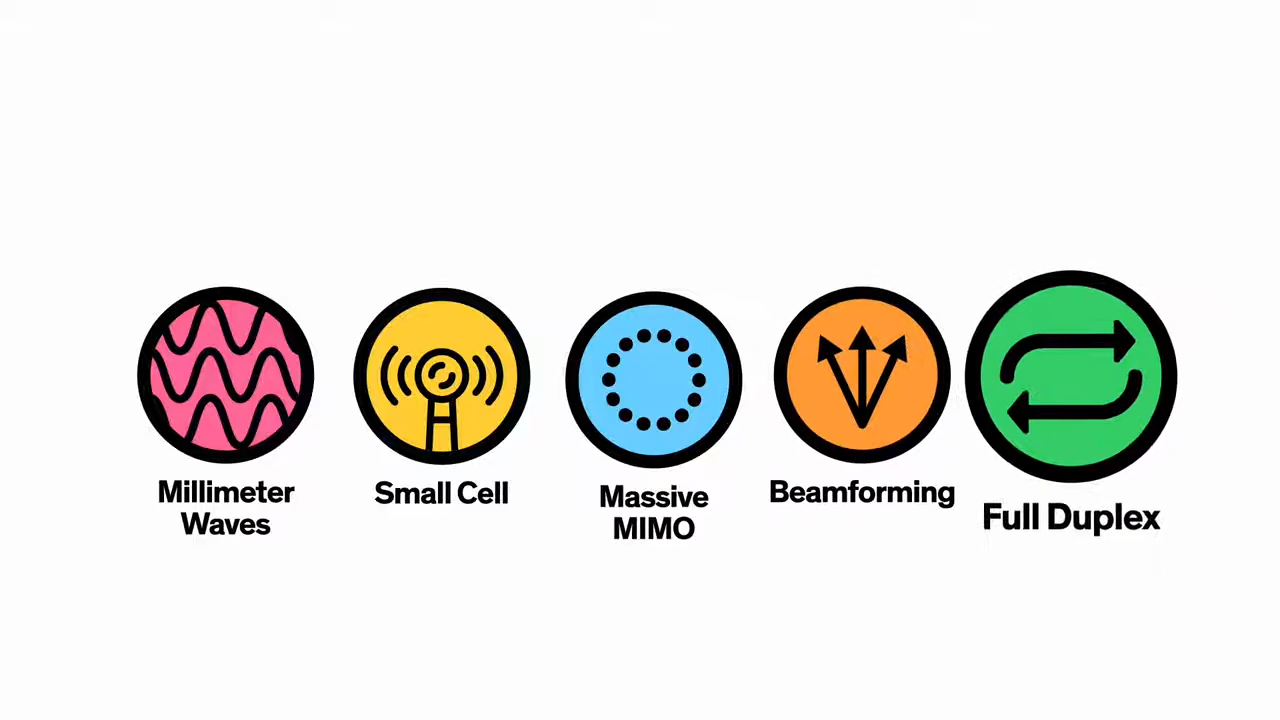 Millimeter
Waves
Small Cell
Massive
MIMO
Beamforming
Full Duplex